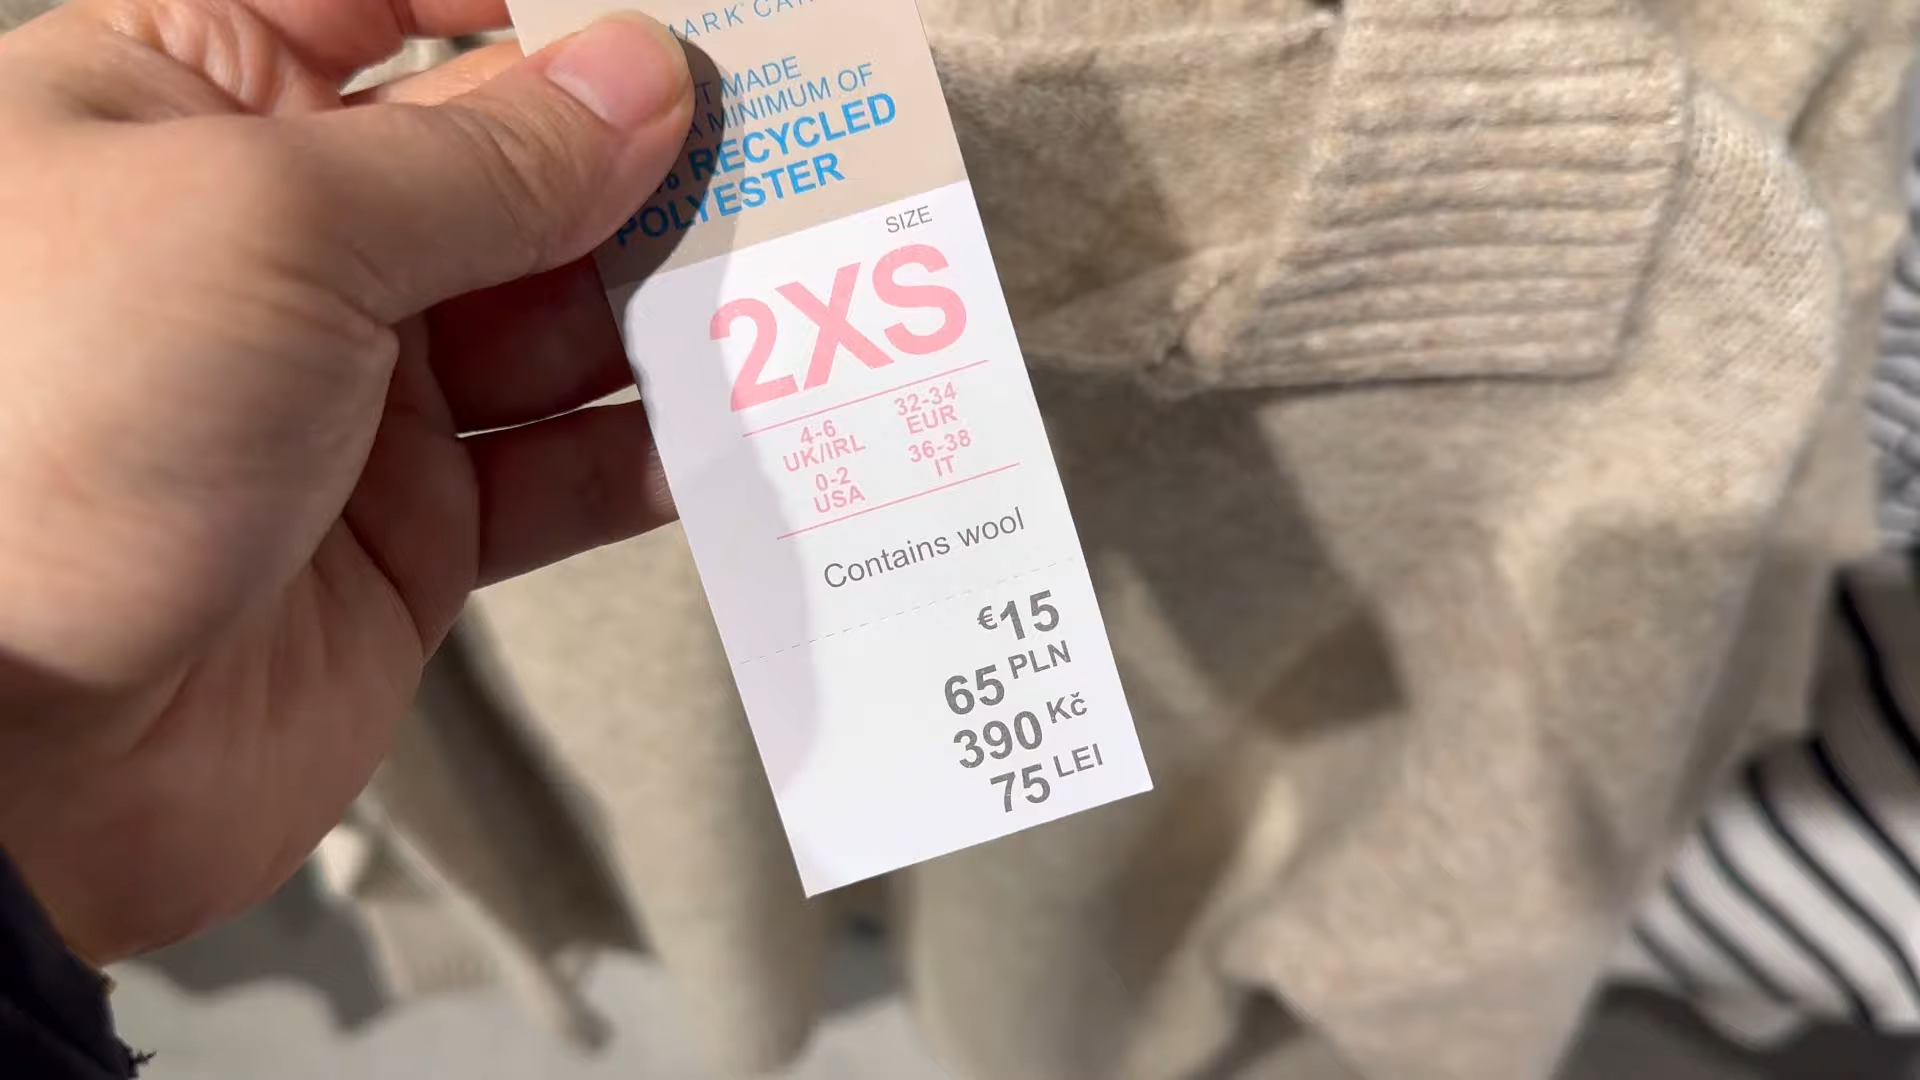 MADE
MINIMUM OF
RECYCLED
POLYESTER
SIZE
2XS
4-6
UK/IRL
32-34
EUR
0-2
USA
36-38
IT
Contains wool
€15
65 PLN
390 Kč
75 LEI